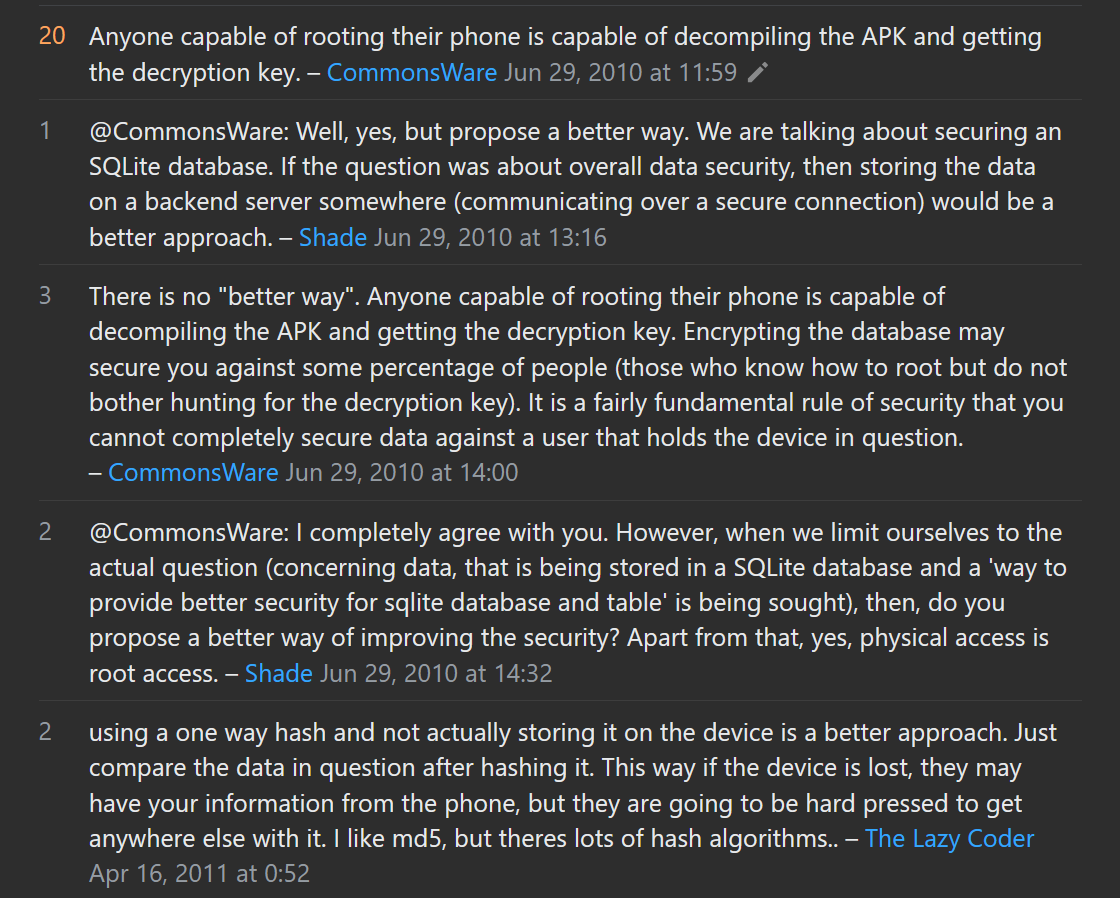 20 Anyone capable of rooting their phone is capable of decompiling the APK and getting
the decryption key. – CommonsWare Jun 29, 2010 at 11:59
1 @CommonsWare: Well, yes, but propose a better way. We are talking about securing an
SQLite database. If the question was about overall data security, then storing the data
on a backend server somewhere (communicating over a secure connection) would be a
better approach. – Shade Jun 29, 2010 at 13:16
3 There is no "better way". Anyone capable of rooting their phone is capable of
decompiling the APK and getting the decryption key. Encrypting the database may
secure you against some percentage of people (those who know how to root but do not
bother hunting for the decryption key). It is a fairly fundamental rule of security that you
cannot completely secure data against a user that holds the device in question.
– CommonsWare Jun 29, 2010 at 14:00
2 @CommonsWare: I completely agree with you. However, when we limit ourselves to the
actual question (concerning data, that is being stored in a SQLite database and a 'way to
provide better security for sqlite database and table' is being sought), then, do you
propose a better way of improving the security? Apart from that, yes, physical access is
root access. – Shade Jun 29, 2010 at 14:32
2 using a one way hash and not actually storing it on the device is a better approach. Just
compare the data in question after hashing it. This way if the device is lost, they may
have your information from the phone, but they are going to be hard pressed to get
anywhere else with it. I like md5, but theres lots of hash algorithms.. – The Lazy Coder
Apr 16, 2011 at 0:52